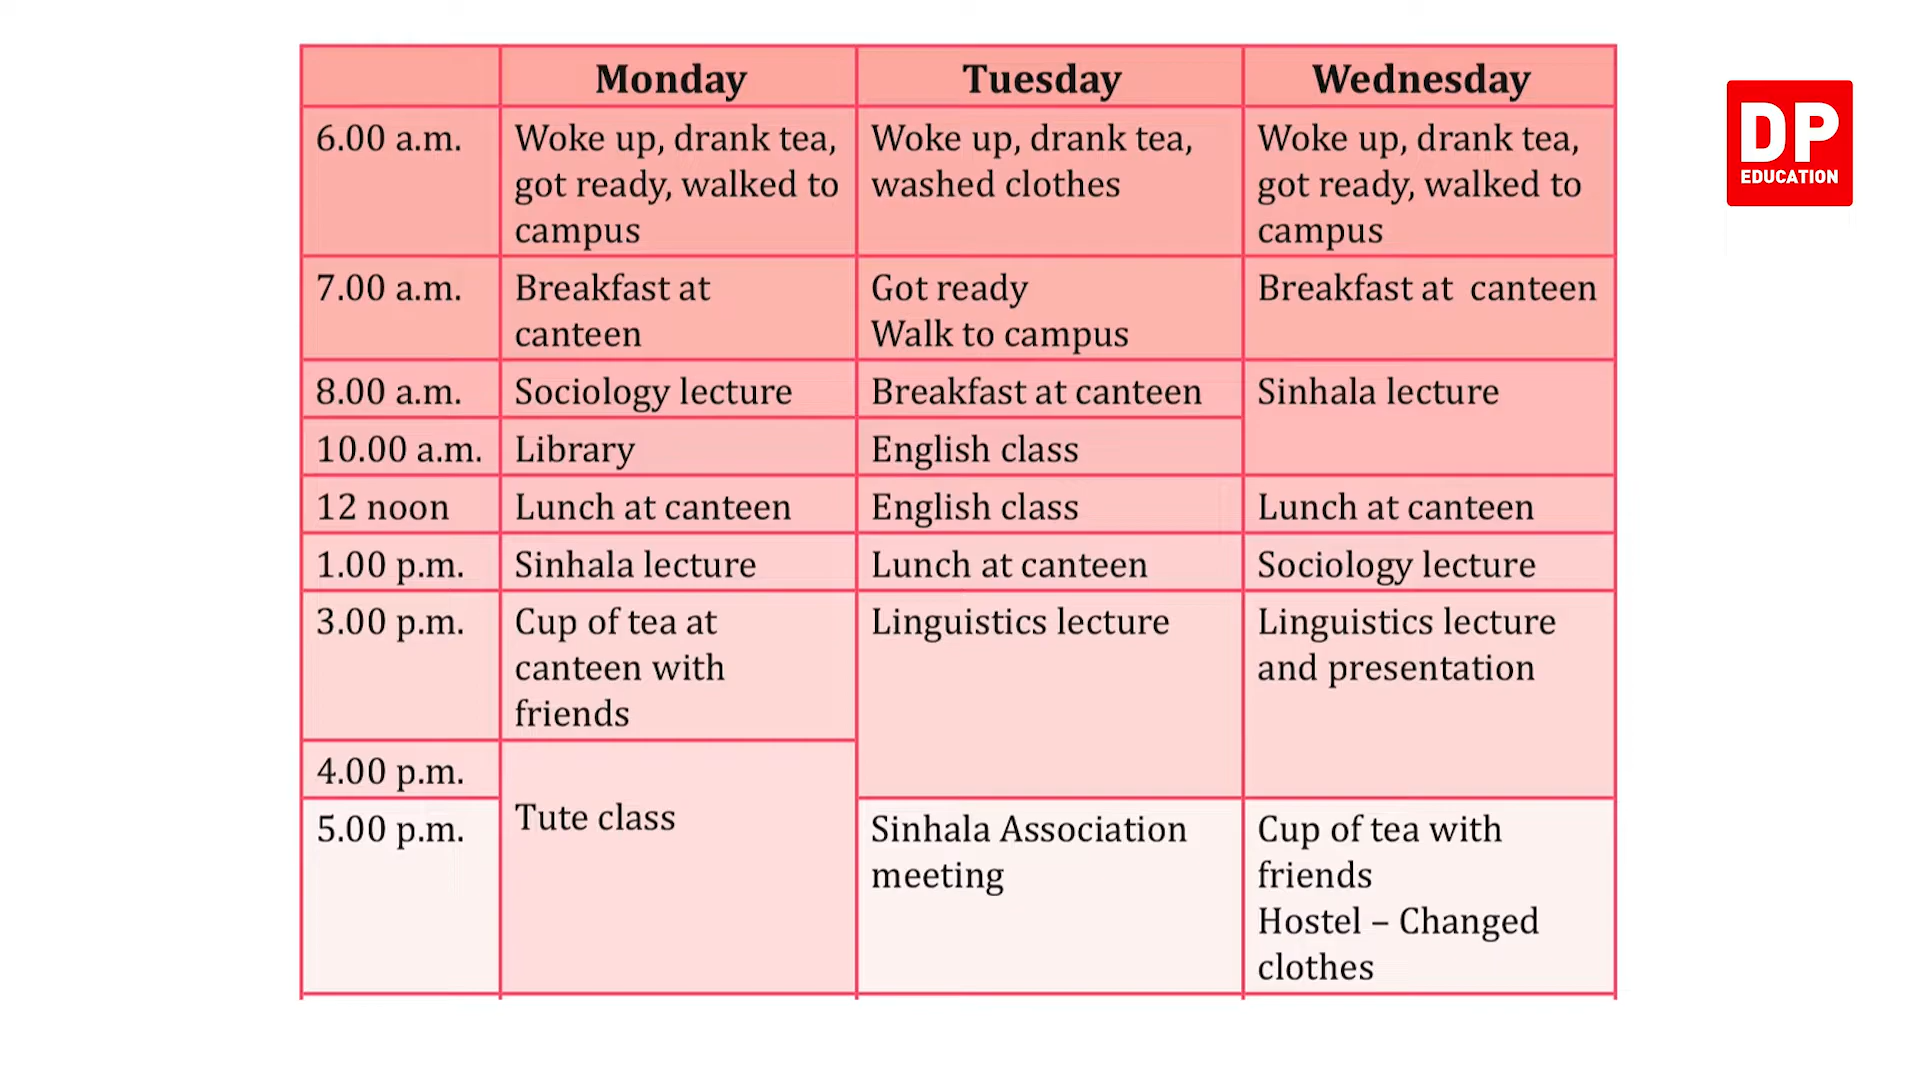 Monday Tuesday Wednesday
6.00 a.m. Woke up, drank tea, Woke up, drank tea, Woke up, drank tea,
got ready, walked to washed clothes got ready, walked to
campus campus
7.00 a.m. Breakfast at Got ready Breakfast at canteen
canteen Walk to campus
8.00 a.m. Sociology lecture Breakfast at canteen Sinhala lecture
10.00 a.m. Library English class
12 noon Lunch at canteen English class Lunch at canteen
1.00 p.m. Sinhala lecture Lunch at canteen Sociology lecture
3.00 p.m. Cup of tea at Linguistics lecture Linguistics lecture
canteen with and presentation
friends
4.00 p.m.
Tute class
5.00 p.m. Sinhala Association Cup of tea with
meeting friends
Hostel – Changed
clothes
DP
EDUCATION